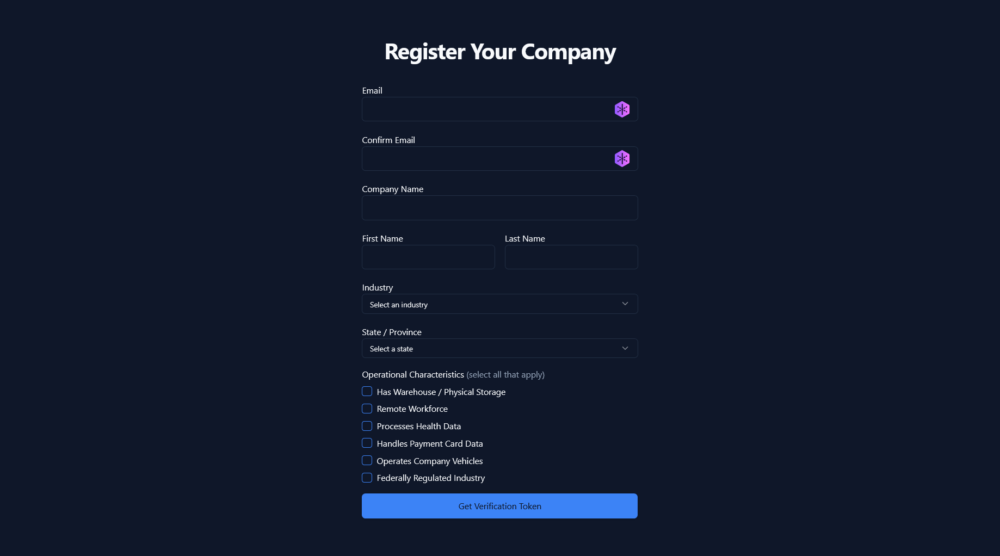 Register Your Company
Email
Confirm Email
Company Name
First Name
Last Name
Industry
Select an industry
State / Province
Select a state
Operational Characteristics (select all that apply)
Has Warehouse / Physical Storage
Remote Workforce
Processes Health Data
Handles Payment Card Data
Operates Company Vehicles
Federally Regulated Industry
Get Verification Token